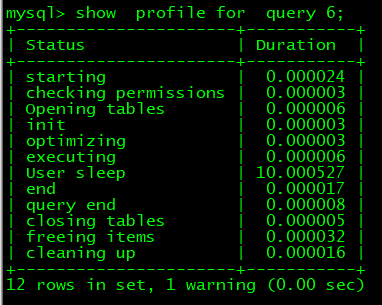 mysql> show  profile for  query 6;
+----------------------+-----------+
| Status               | Duration  |
+----------------------+-----------+
| starting             |  0.000024 |
| checking permissions |  0.000003 |
| Opening tables       |  0.000006 |
| init                 |  0.000003 |
| optimizing           |  0.000003 |
| executing            |  0.000006 |
| User sleep           | 10.000527 |
| end                  |  0.000017 |
| query end            |  0.000008 |
| closing tables       |  0.000005 |
| freeing items        |  0.000032 |
| cleaning up          |  0.000016 |
+----------------------+-----------+
12 rows in set, 1 warning (0.00 sec)